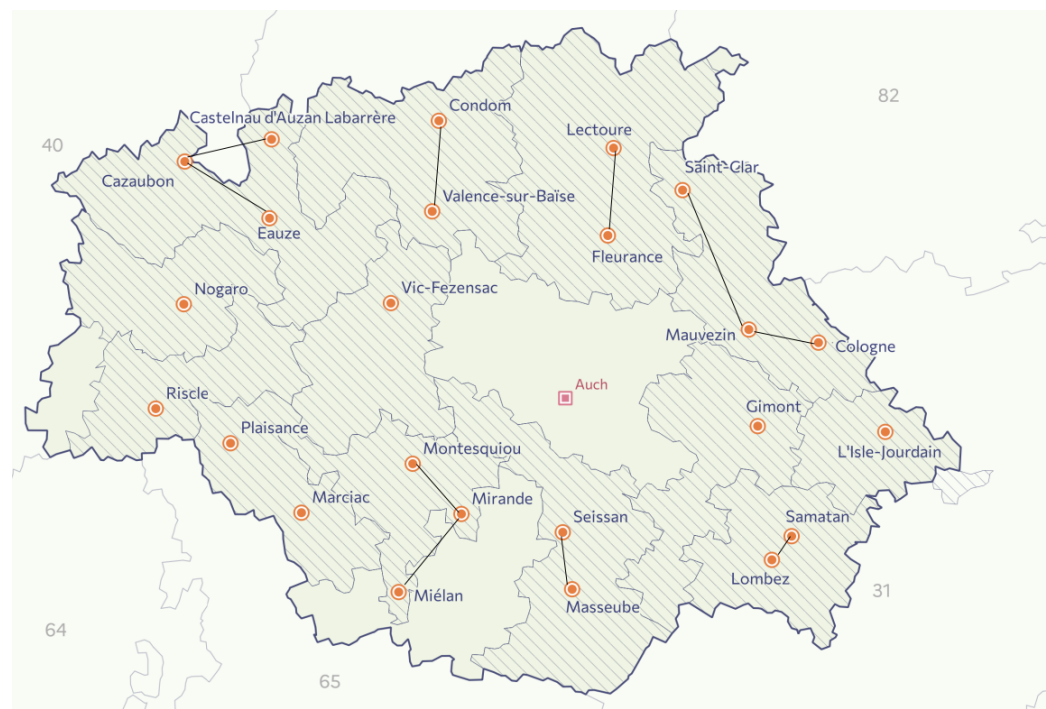 82
Condom
Castelnau d'Auzan Labarrère
Lectoure
40
Saint-Clar
Cazaubon
Valence-sur-Baïse
Eauze
Fleurance
Nogaro
Vic-Fezensac
Mauvezin
Cologne
Auch
Riscle
Gimont
Plaisance
Montesquiou
L'Isle-Jourdain
Marciac
Mirande
Seissan
Samatan
Lombez
31
Miélan
Masseube
64
65